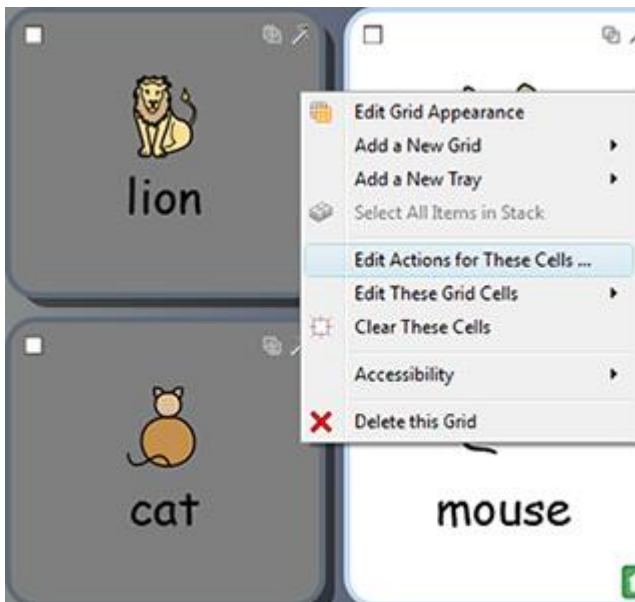 lion
Edit Grid Appearance
Add a New Grid
Add a New Tray
Select All Items in Stack
Edit Actions for These Cells ...
Edit These Grid Cells
Clear These Cells
Accessibility
Delete this Grid
cat
mouse